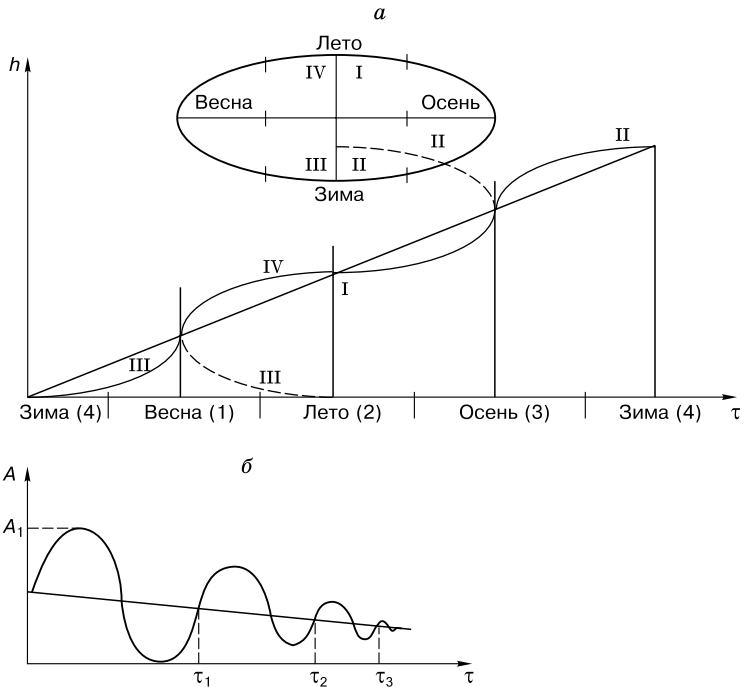 а
h
Лето
IV I
Весна Осень
III II
Зима
II
II
IV
I
III
III
Зима (4) Весна (1) Лето (2) Осень (3) Зима (4) τ
б
A
A1
τ1 τ2 τ3 τ